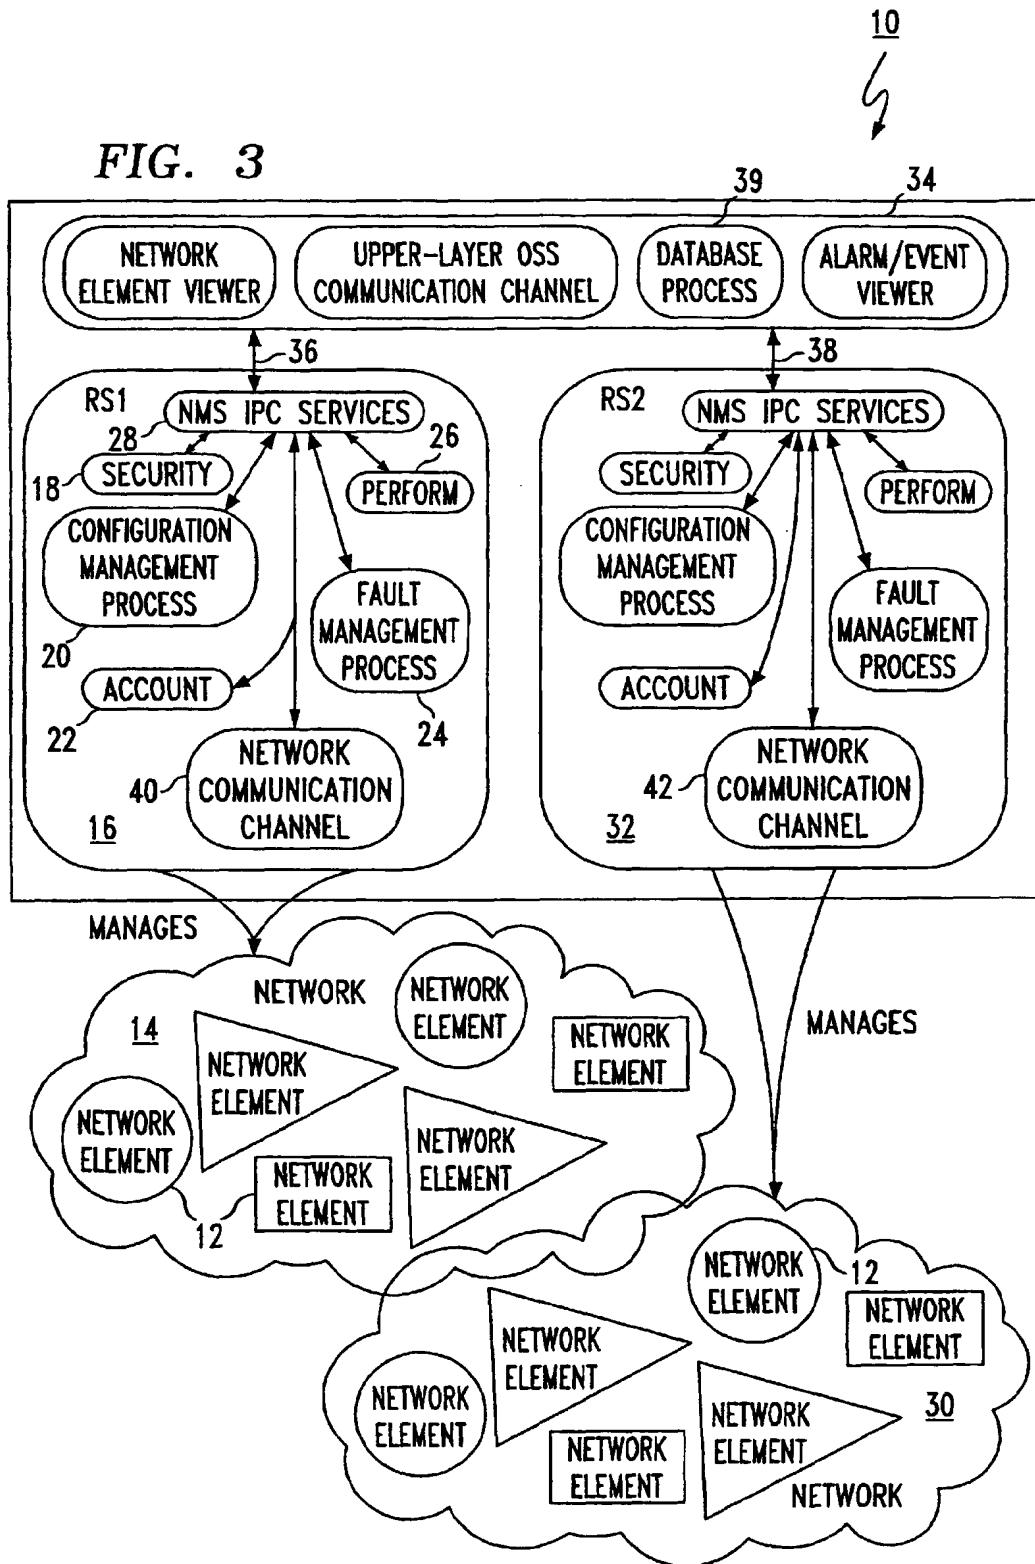 10
FIG. 3
39
34
NETWORK
ELEMENT VIEWER
UPPER-LAYER OSS
COMMUNICATION CHANNEL
DATABASE
PROCESS
ALARM/EVENT
VIEWER
36
38
RS1
NMS IPC SERVICES
28
26
SECURITY
18
PERFORM
CONFIGURATION
MANAGEMENT
PROCESS
20
FAULT
MANAGEMENT
PROCESS
ACCOUNT
22
24
NETWORK
COMMUNICATION
CHANNEL
40
16
RS2
NMS IPC SERVICES
SECURITY
PERFORM
CONFIGURATION
MANAGEMENT
PROCESS
FAULT
MANAGEMENT
PROCESS
ACCOUNT
NETWORK
COMMUNICATION
CHANNEL
42
32
MANAGES
MANAGES
NETWORK
14
NETWORK
ELEMENT
NETWORK
ELEMENT
NETWORK
ELEMENT
NETWORK
ELEMENT
NETWORK
ELEMENT
NETWORK
ELEMENT
12
NETWORK
ELEMENT
12
NETWORK
ELEMENT
NETWORK
ELEMENT
NETWORK
ELEMENT
NETWORK
ELEMENT
NETWORK
ELEMENT
30
NETWORK